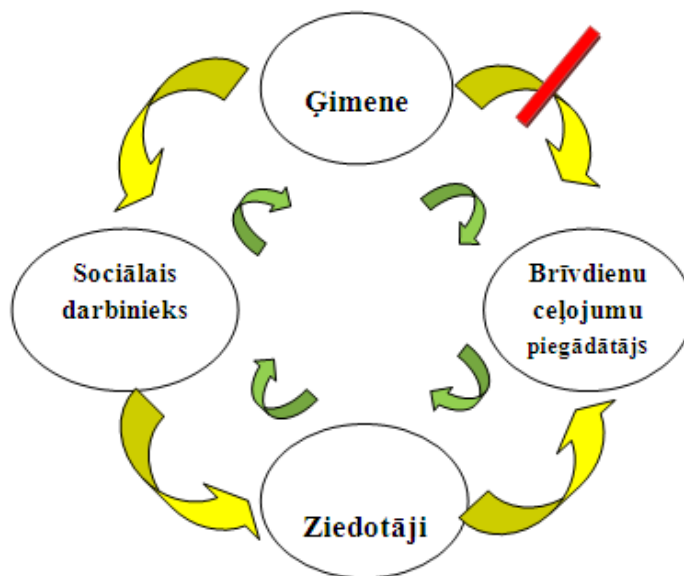 Ģimene
Sociālais
darbinieks
Brīvdienu
ceļojumu
piegādātājs
Ziedotāji